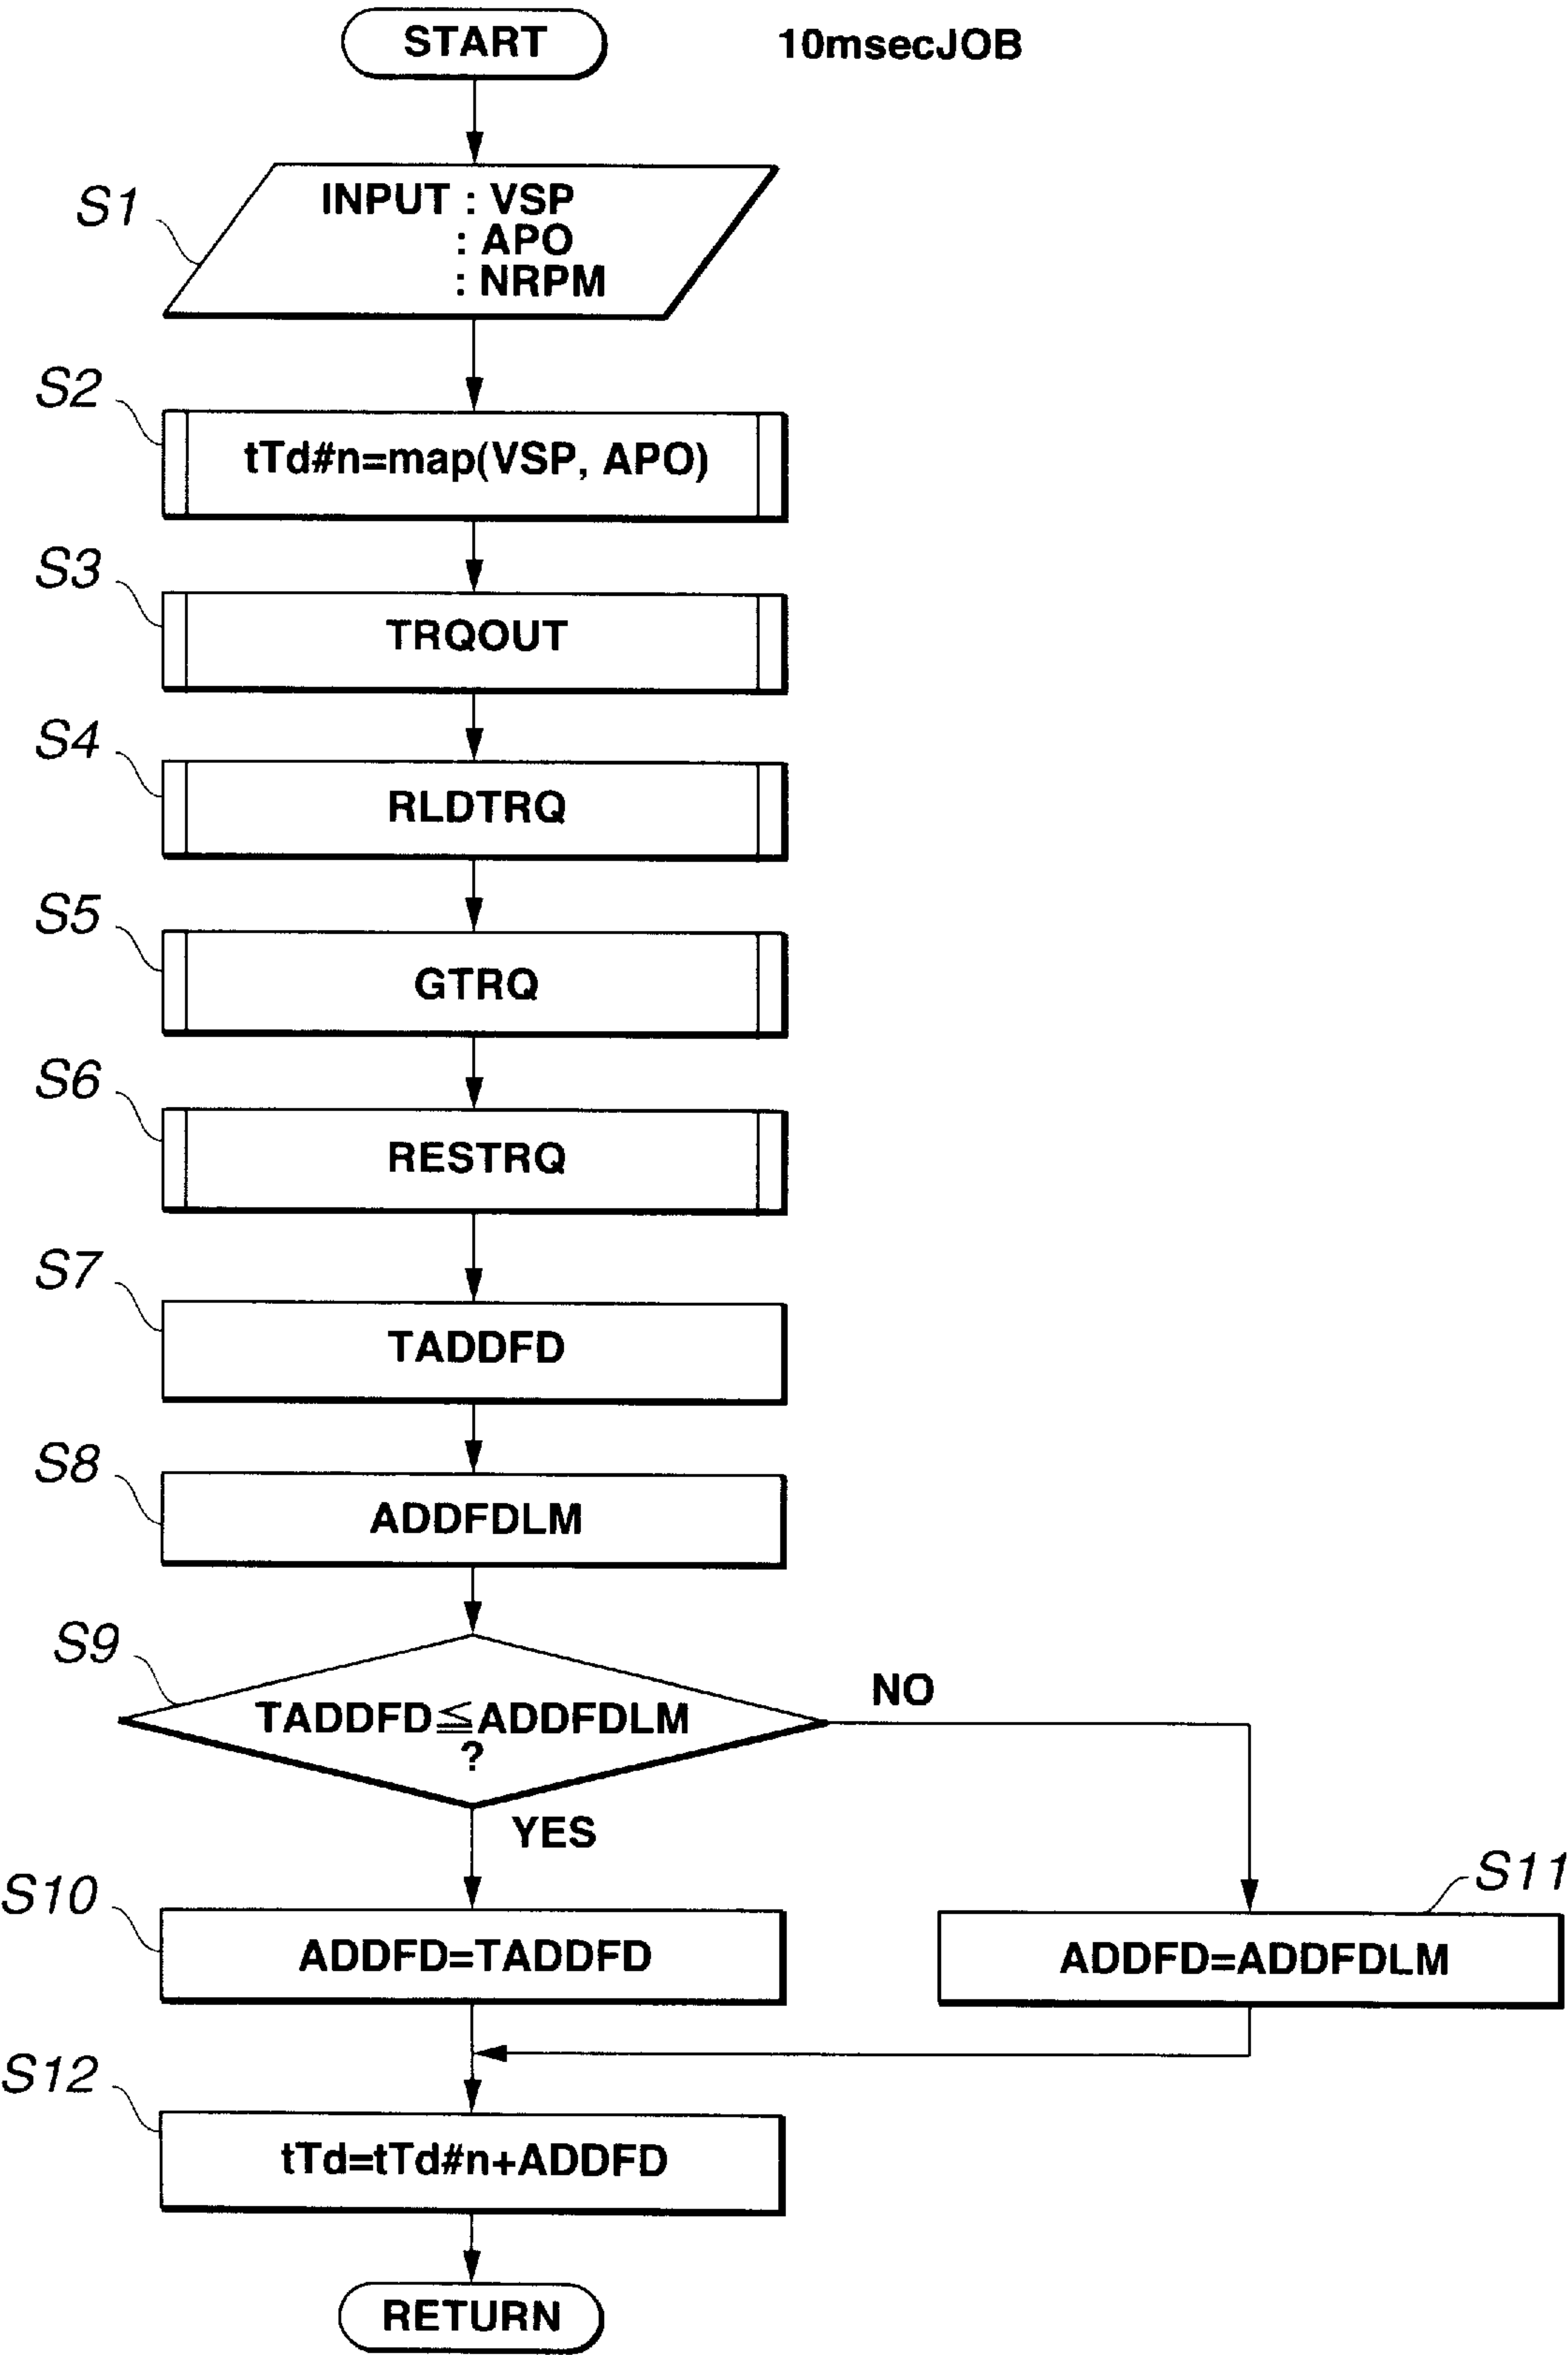 START
10msecJOB
S1
INPUT : VSP
: APO
: NRPM
S2
tTd#n=map(VSP, APO)
S3
TRQOUT
S4
RLDTRQ
S5
GTRQ
S6
RESTRQ
S7
TADDFD
S8
ADDFDLM
S9
TADDFD≦ADDFDLM
?
NO
YES
S10
ADDFD=TADDFD
S11
ADDFD=ADDFDLM
S12
tTd=tTd#n+ADDFD
RETURN